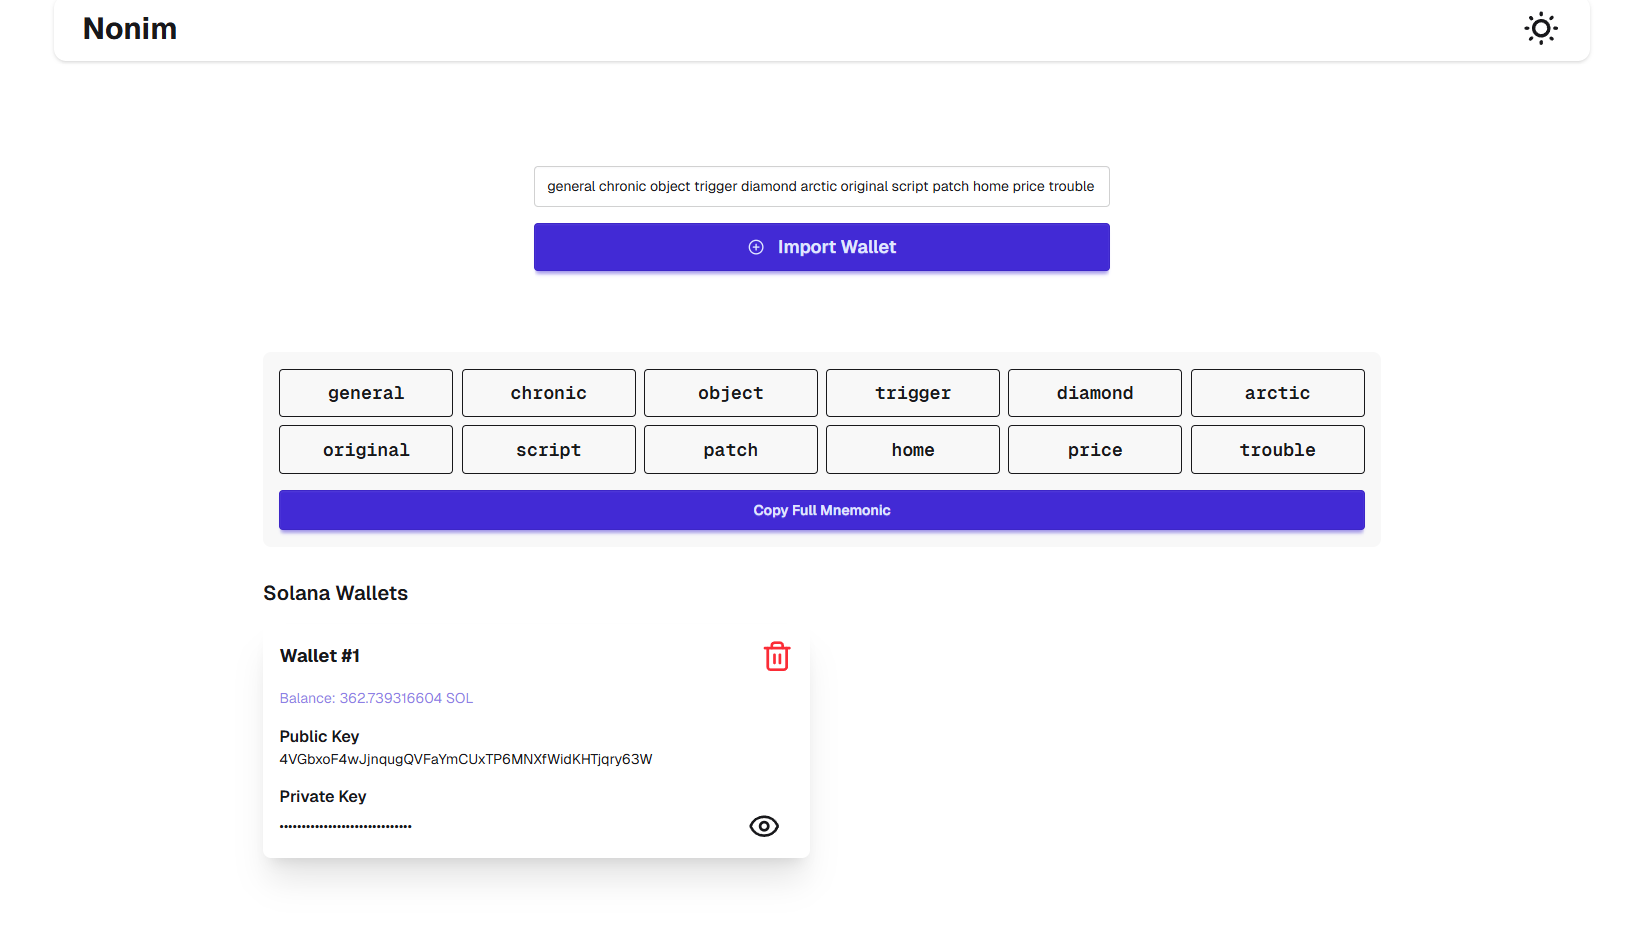 Nonim
general chronic object trigger diamond arctic original script patch home price trouble
Import Wallet
general chronic object trigger diamond arctic
original script patch home price trouble
Copy Full Mnemonic
Solana Wallets
Wallet #1
Balance: 362.739316604 SOL
Public Key
4VGbxoF4wJjnqugQVFaYmCUxTP6MNXfWidKHTjqry63W
Private Key